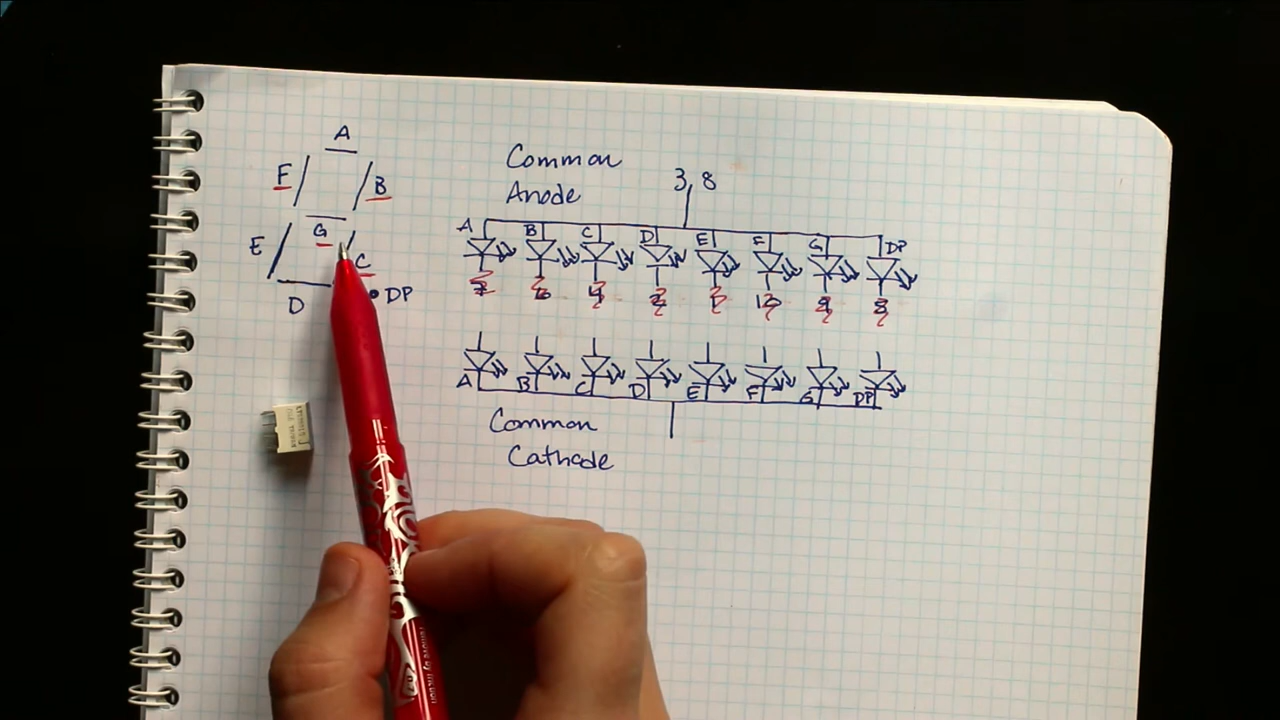 A
F
B
G
E
C
D
DP
Common
Anode
3,8
A B C D E F G DP
7 6 4 2 1 10 9 5
A B C D E F G DP
Common
Cathode